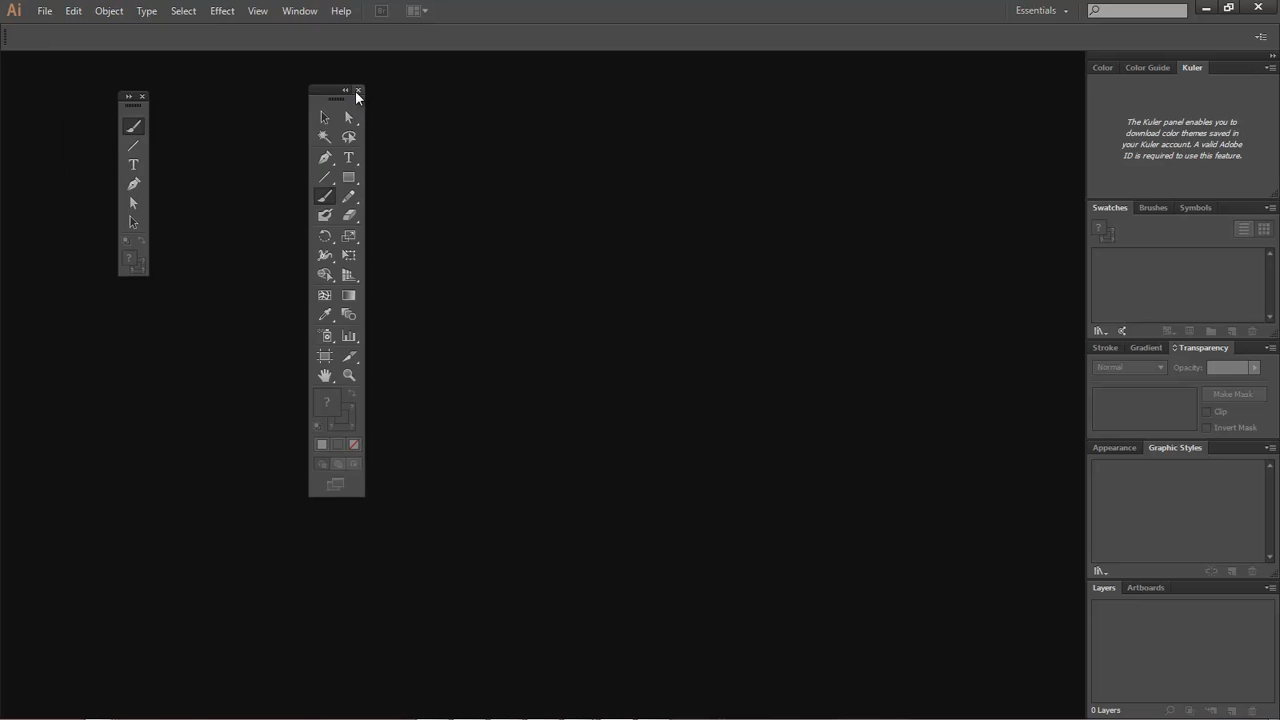 Ai File Edit Object Type Select Effect View Window Help Br Essentials
Color Color Guide Kuler
The Kuler panel enables you to
download color themes saved in
your Kuler account. A valid Adobe
ID is required to use this feature.
Swatches Brushes Symbols
?
T
T
?
?
Stroke Gradient Transparency
Normal Opacity:
Make Mask
Clip
Invert Mask
Appearance Graphic Styles
Layers Artboards
0 Layers